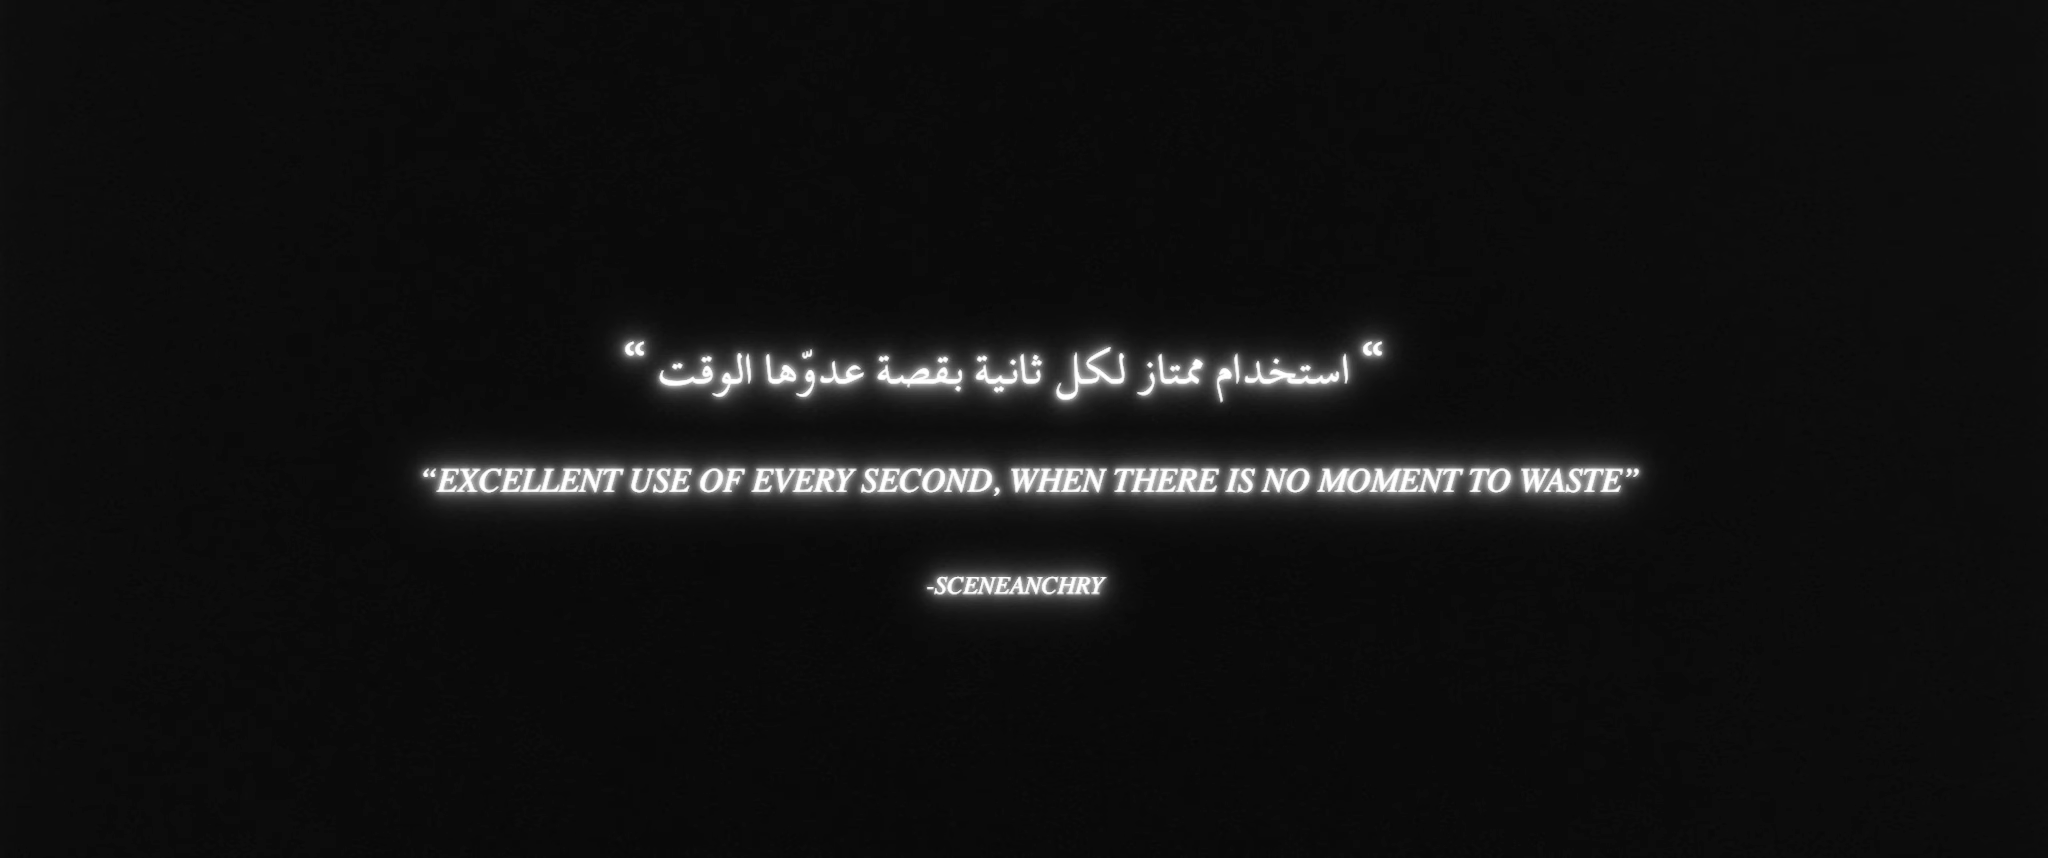 “ استخدام ممتاز لكل ثانية بقصة عدوّها الوقت “
“EXCELLENT USE OF EVERY SECOND, WHEN THERE IS NO MOMENT TO WASTE”
-SCENEANCHRY